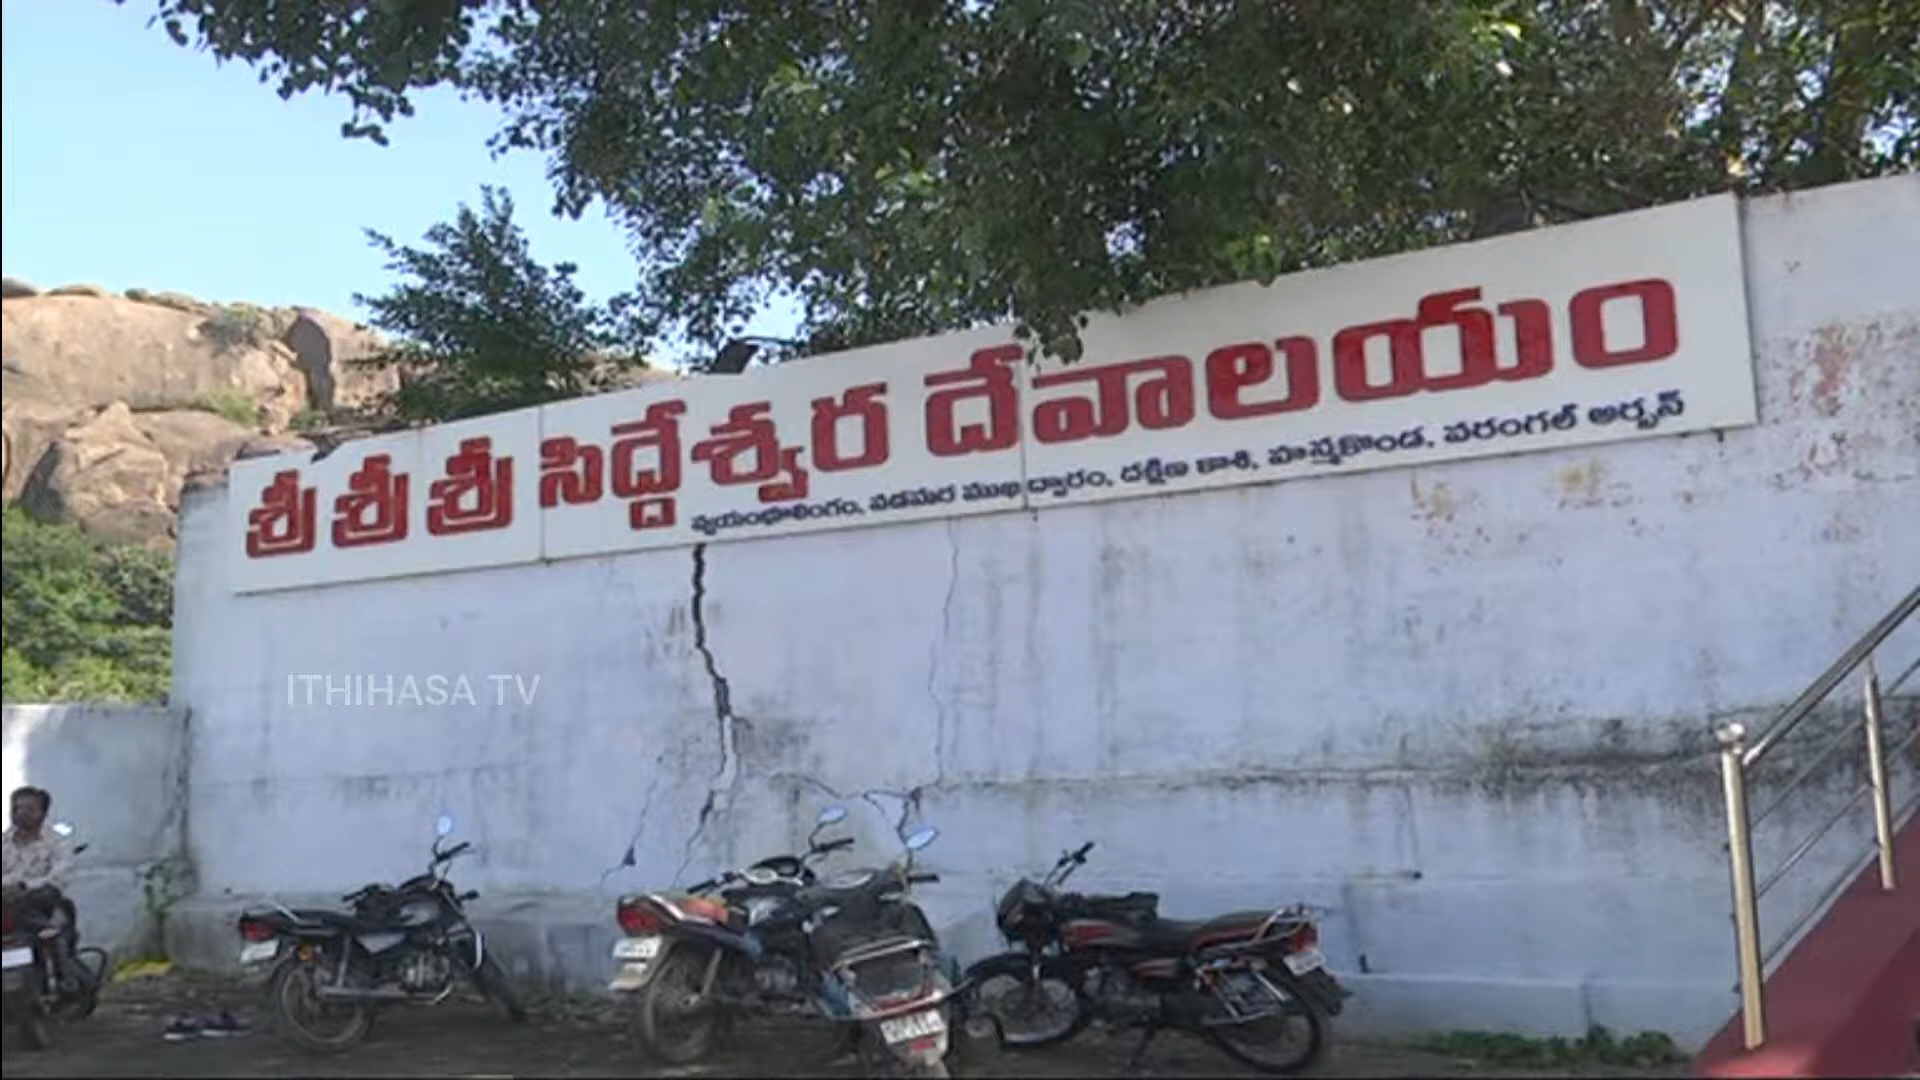 శ్రీ శ్రీ శ్రీ సిద్దేశ్వర దేవాలయం
స్వయంభూలింగం, పడమర ముఖ ద్వారం, దక్షిణ కాశి, హన్మకొండ, వరంగల్ అర్బన్
ITHIHASA TV